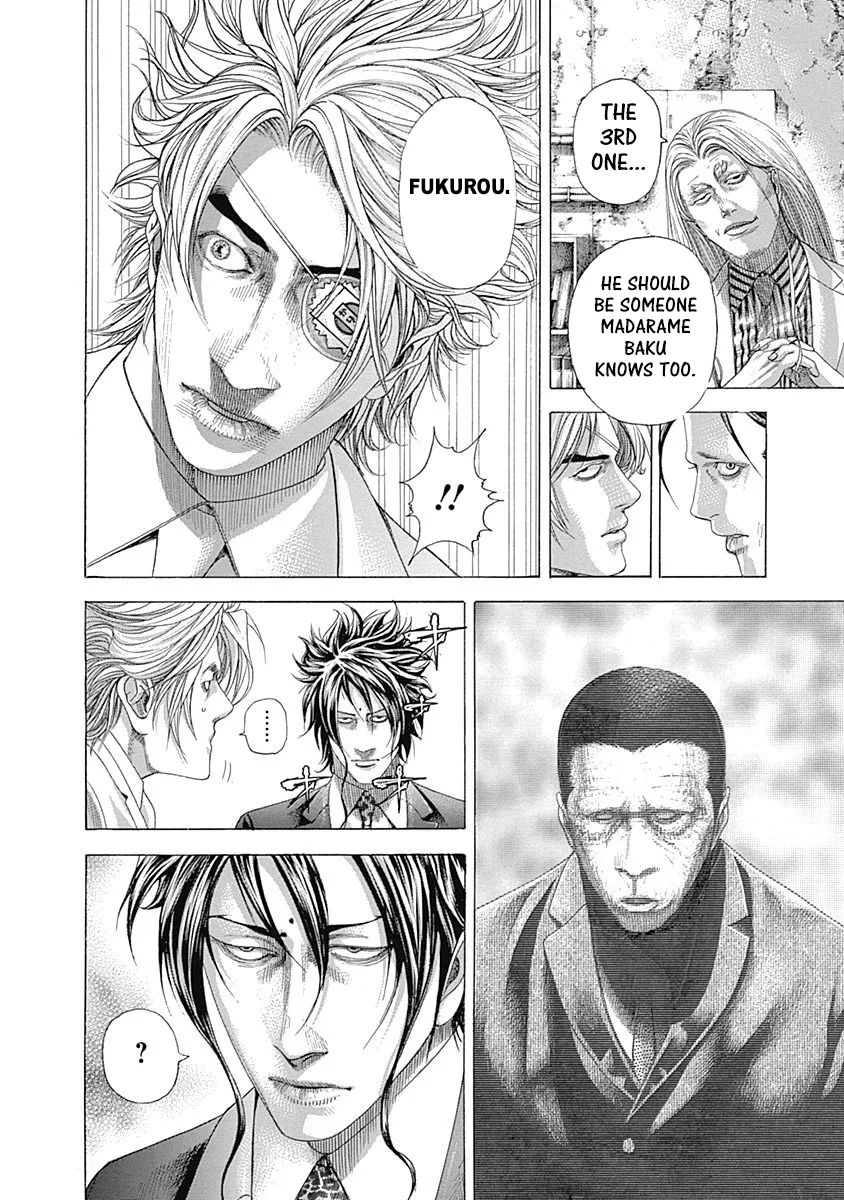 THE
3RD
ONE...
HE SHOULD
BE SOMEONE
MADARAME
BAKU
KNOWS TOO.
FUKUROU.
!!
......
?